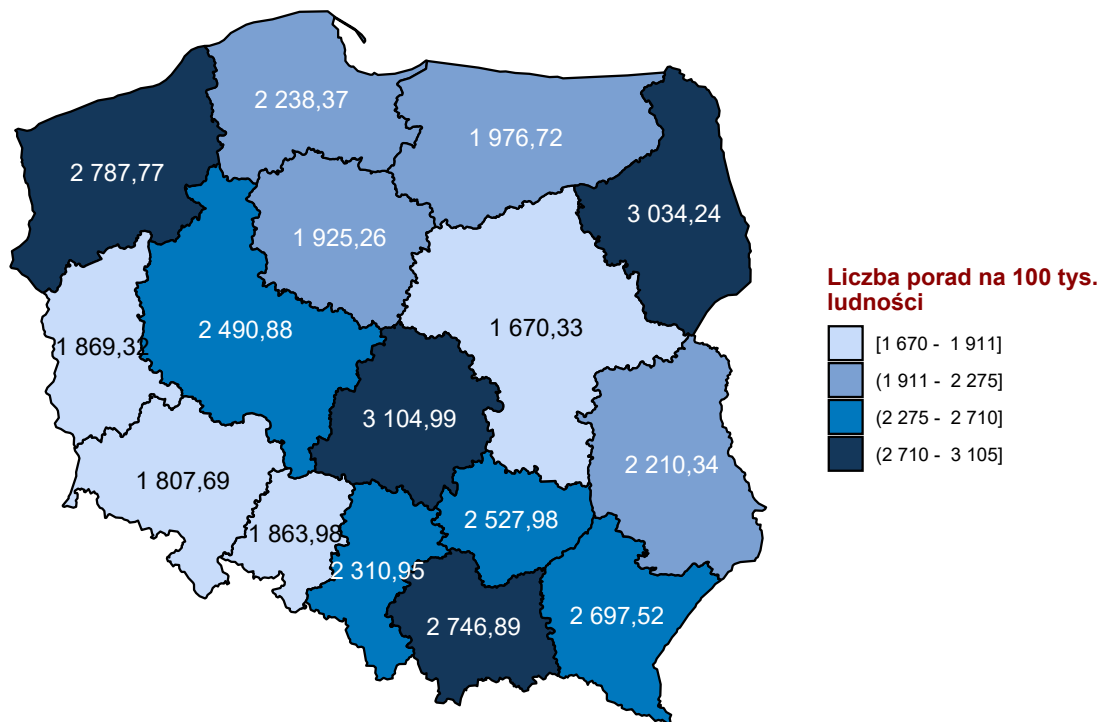 2 238,37
1 976,72
2 787,77
3 034,24
1 925,26
2 490,88
1 670,33
1 869,32
3 104,99
2 210,34
1 807,69
2 527,98
1 863,98
2 310,95
2 697,52
2 746,89
Liczba porad na 100 tys.
ludności
[1 670 - 1 911]
(1 911 - 2 275]
(2 275 - 2 710]
(2 710 - 3 105]